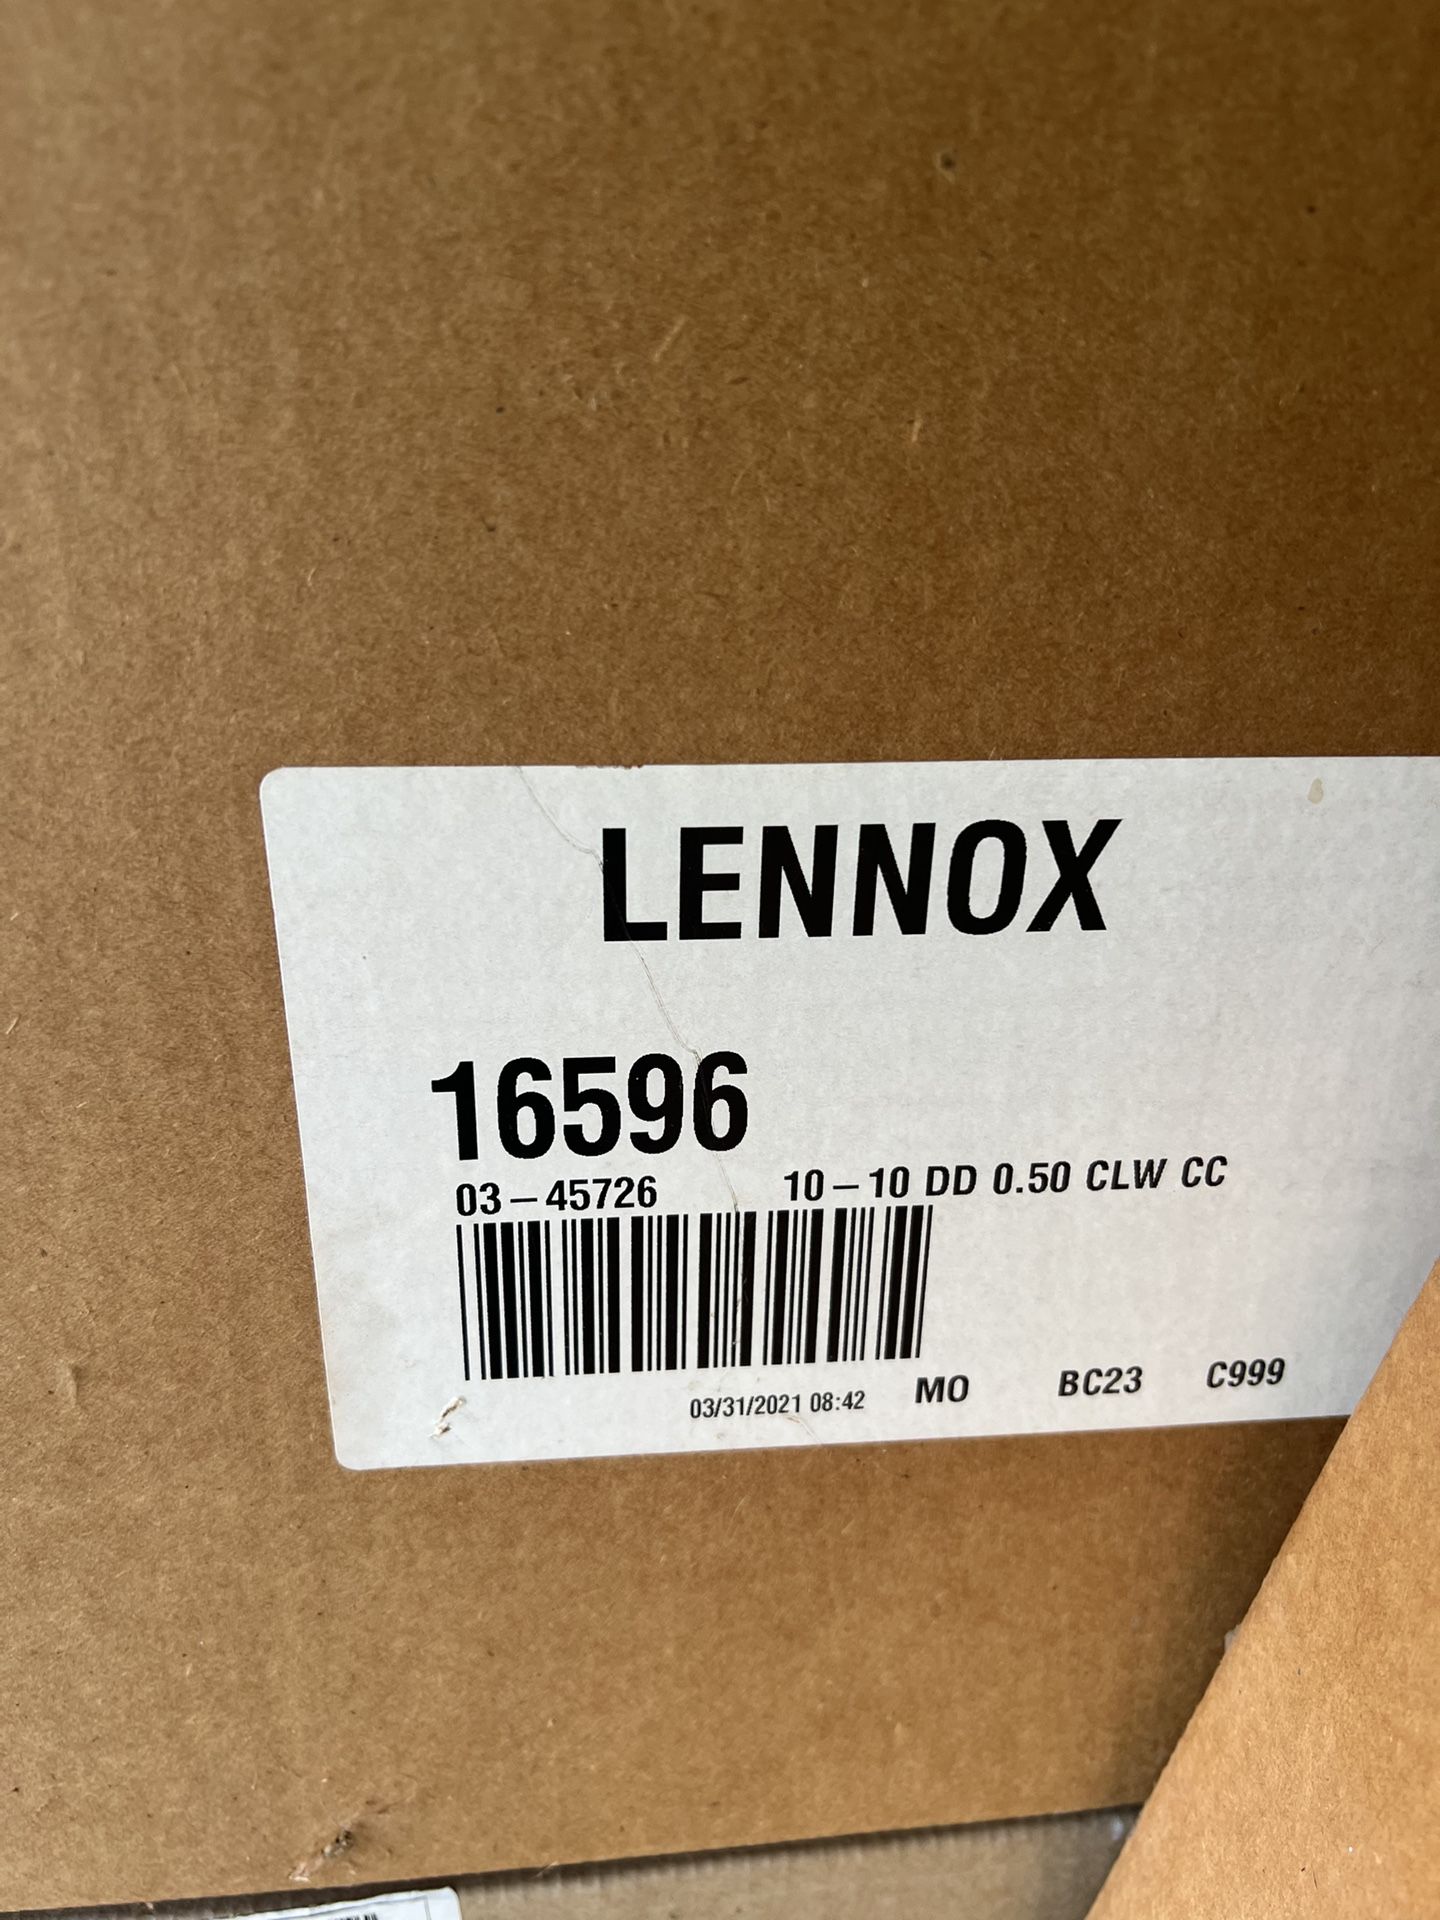 LENNOX
16596
03-45726 10-10 DD 0.50 CLW CC
03/31/2021 08:42 MO BC23 C999